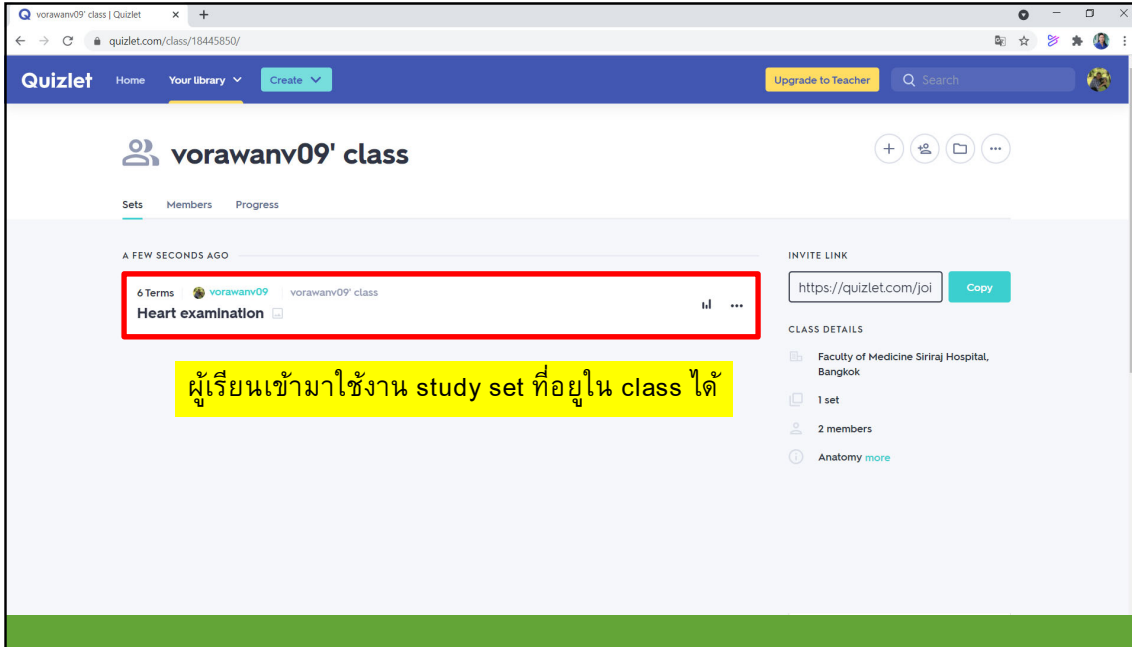 vorawanv09' class | Quizlet
quizlet.com/class/18445850/
Quizlet Home Your library Create Upgrade to Teacher Search
vorawanv09' class
Sets Members Progress
A FEW SECONDS AGO
6 Terms vorawanv09 vorawanv09' class
Heart examination
ผู้เรียนเข้ามาใช้งาน study set ที่อยู่ใน class ได้
INVITE LINK
https://quizlet.com/joi Copy
CLASS DETAILS
Faculty of Medicine Siriraj Hospital,
Bangkok
1 set
2 members
Anatomy more